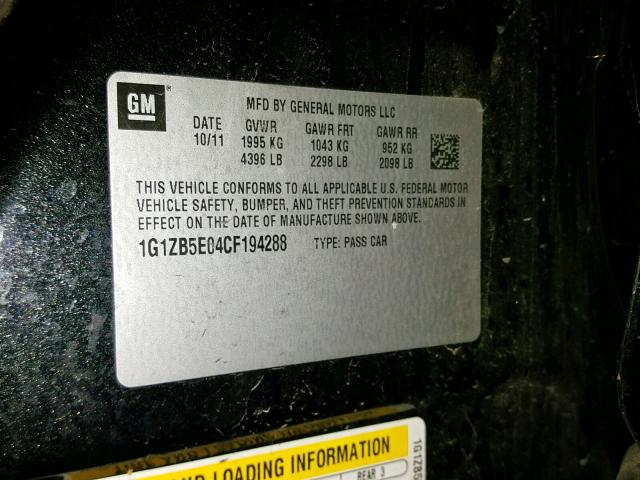 GM
MFD BY GENERAL MOTORS LLC
DATE GVWR GAWR FRT GAWR RR
10/11 1995 KG 1043 KG 952 KG
4396 LB 2298 LB 2098 LB
THIS VEHICLE CONFORMS TO ALL APPLICABLE U.S. FEDERAL MOTOR
VEHICLE SAFETY, BUMPER, AND THEFT PREVENTION STANDARDS IN
EFFECT ON THE DATE OF MANUFACTURE SHOWN ABOVE.
1G1ZB5E04CF194288 TYPE: PASS CAR
LOADING INFORMATION
REAR 3
1G1ZB5